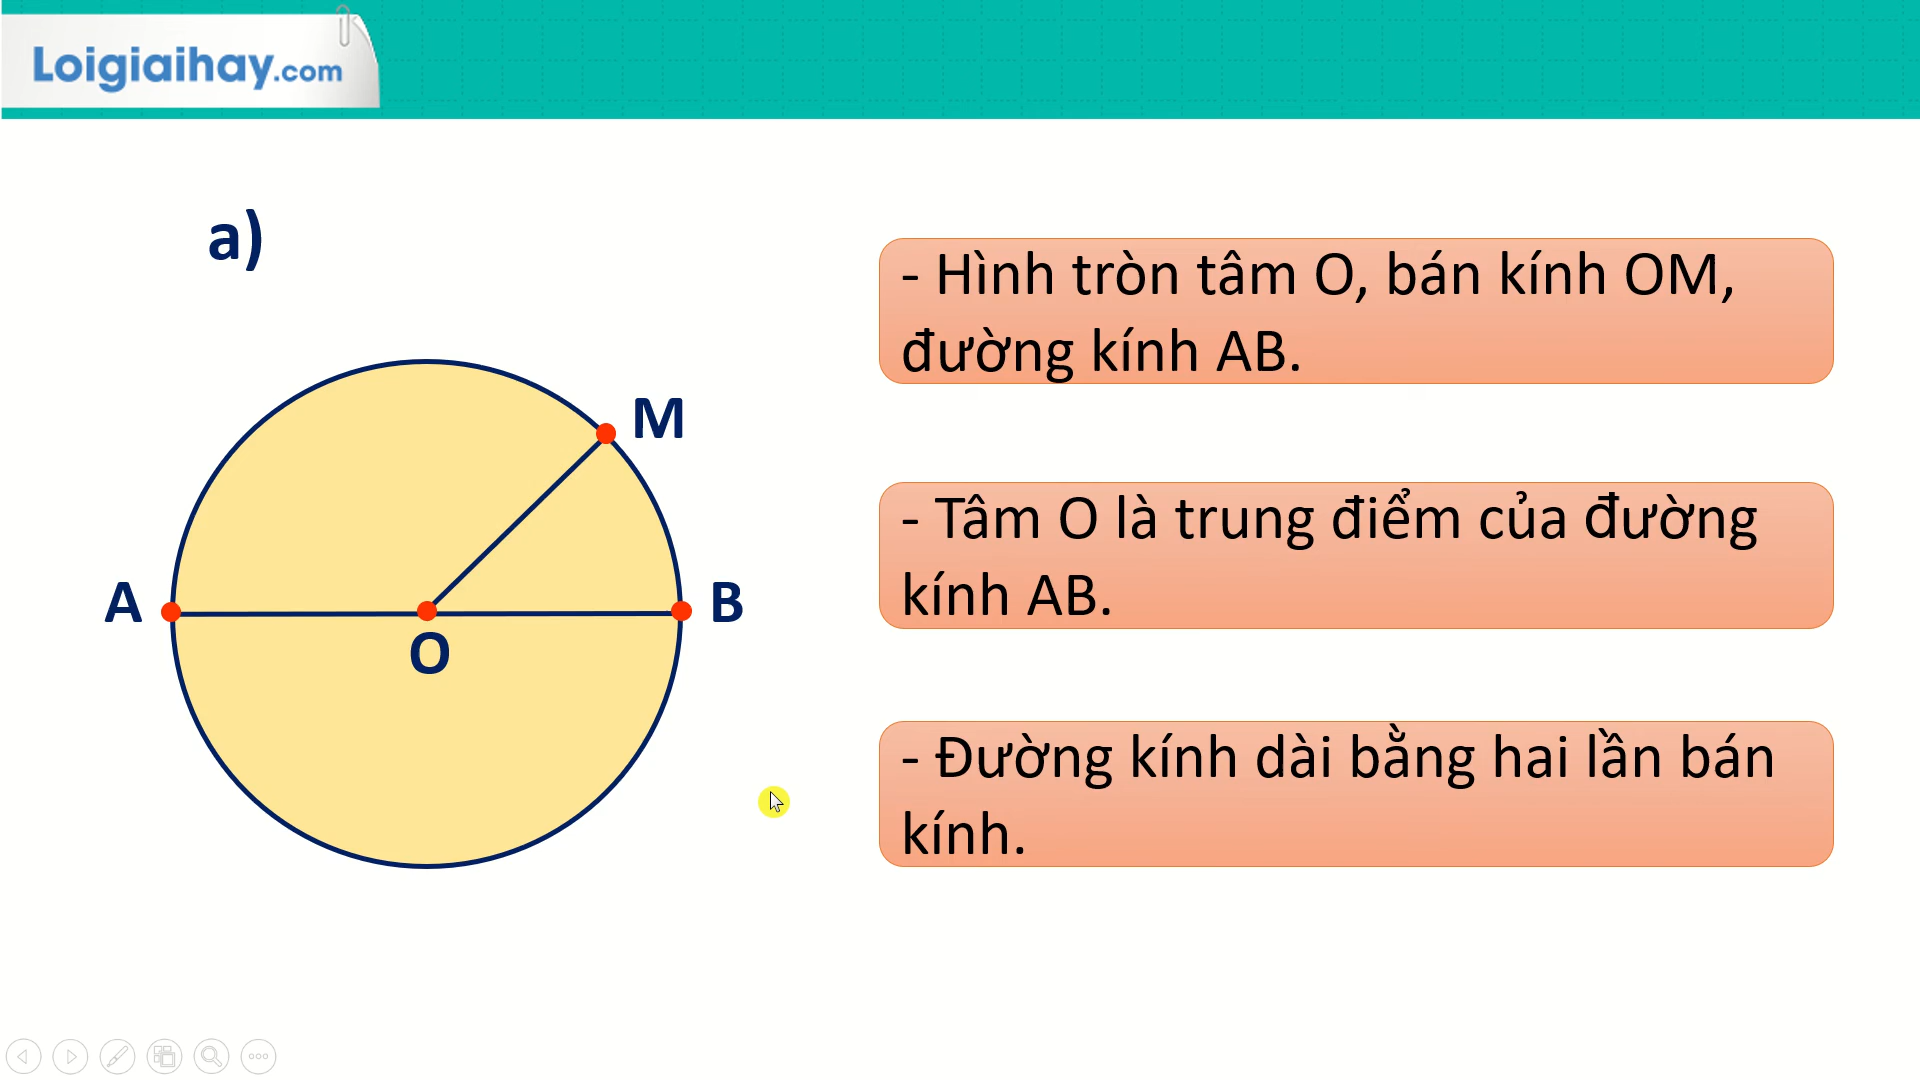 Loigiaihay.com
a)
- Hình tròn tâm O, bán kính OM,
đường kính AB.
M
- Tâm O là trung điểm của đường
kính AB.
A
B
O
- Đường kính dài bằng hai lần bán
kính.